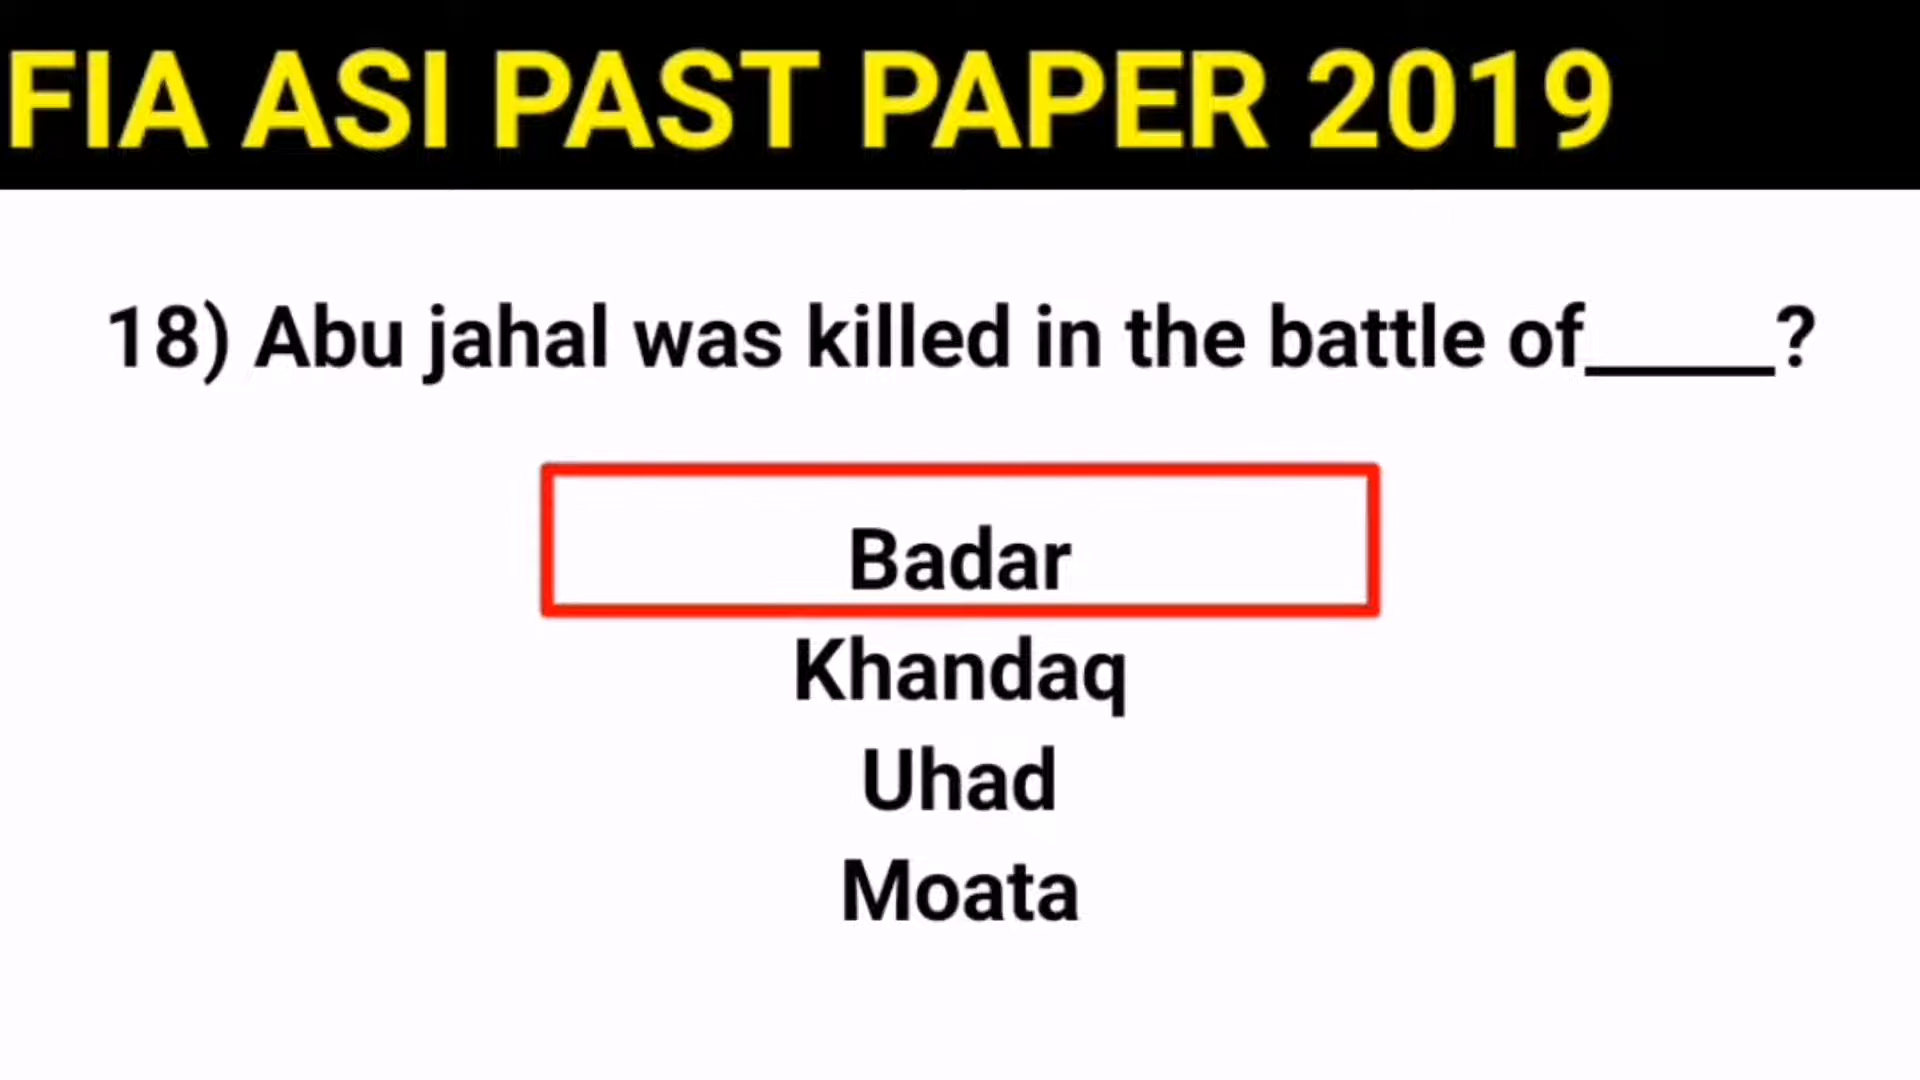 FIA ASI PAST PAPER 2019
18) Abu jahal was killed in the battle of_____?
Badar
Khandaq
Uhad
Moata